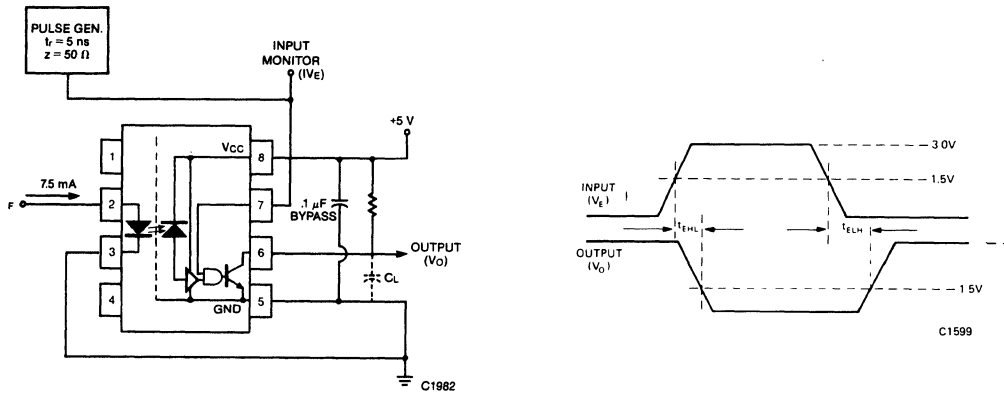 PULSE GEN.
tr = 5 ns
z = 50 Ω
INPUT
MONITOR
(IVE)
+5 V
1
VCC
8
7.5 mA
F
2
7
.1 μF
BYPASS
3
6
OUTPUT
(VO)
CL
4
GND
5
C1982
3.0V
1.5V
INPUT
(VE)
tEHL
tELH
OUTPUT
(VO)
1.5V
C1599